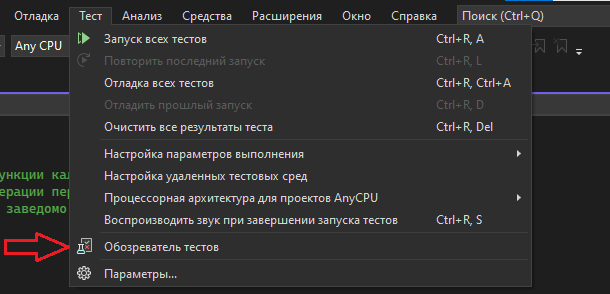 Отладка Тест Анализ Средства Расширения Окно Справка Поиск (Ctrl+Q)
Any CPU
Запуск всех тестов Ctrl+R, A
Повторить последний запуск Ctrl+R, L
Отладка всех тестов Ctrl+R, Ctrl+A
Отладить прошлый запуск Ctrl+R, D
Очистить все результаты теста Ctrl+R, Del
Настройка параметров выполнения
ункции кал
Настройка удаленных тестовых сред
ерации пер
Процессорная архитектура для проектов AnyCPU
заведомо
Воспроизводить звук при завершении запуска тестов Ctrl+R, S
Обозреватель тестов
Параметры...